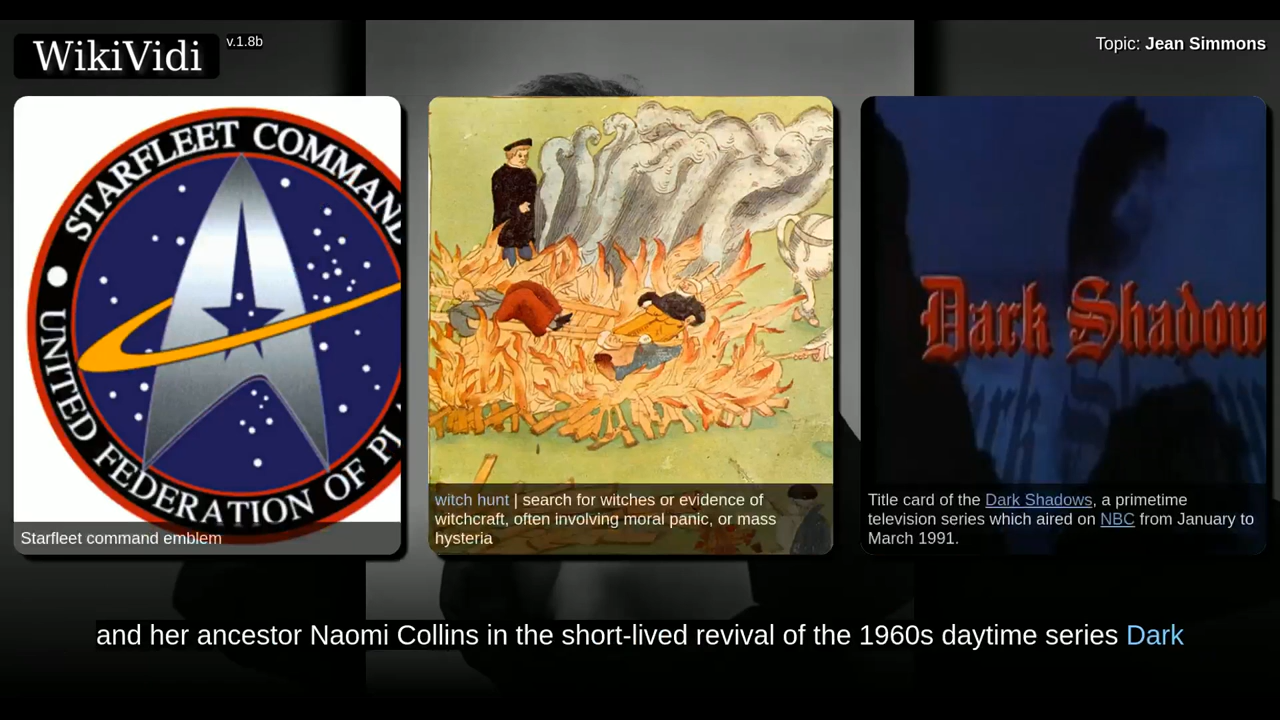 WikiVidi v.1.8b
Topic: Jean Simmons
STARFLEET COMMAND
UNITED FEDERATION OF PL
Starfleet command emblem
witch hunt | search for witches or evidence of
witchcraft, often involving moral panic, or mass
hysteria
Dark Shadow
Title card of the Dark Shadows, a primetime
television series which aired on NBC from January to
March 1991.
and her ancestor Naomi Collins in the short-lived revival of the 1960s daytime series Dark